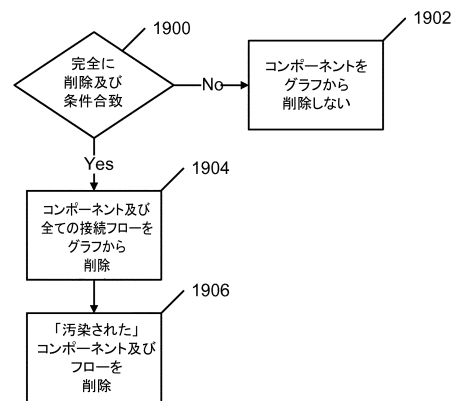 1900
完全に
削除及び
条件合致
No
1902
コンポーネントを
グラフから
削除しない
Yes
1904
コンポーネント及び
全ての接続フローを
グラフから
削除
1906
「汚染された」
コンポーネント及び
フローを
削除